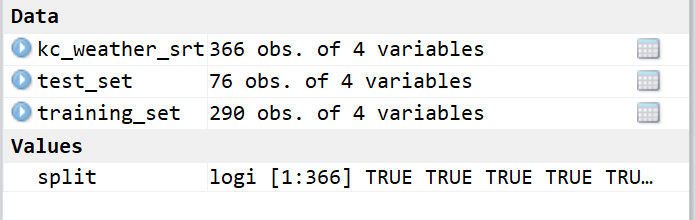 Data
kc_weather_srt 366 obs. of 4 variables
test_set 76 obs. of 4 variables
training_set 290 obs. of 4 variables
Values
split logi [1:366] TRUE TRUE TRUE TRUE TRU…